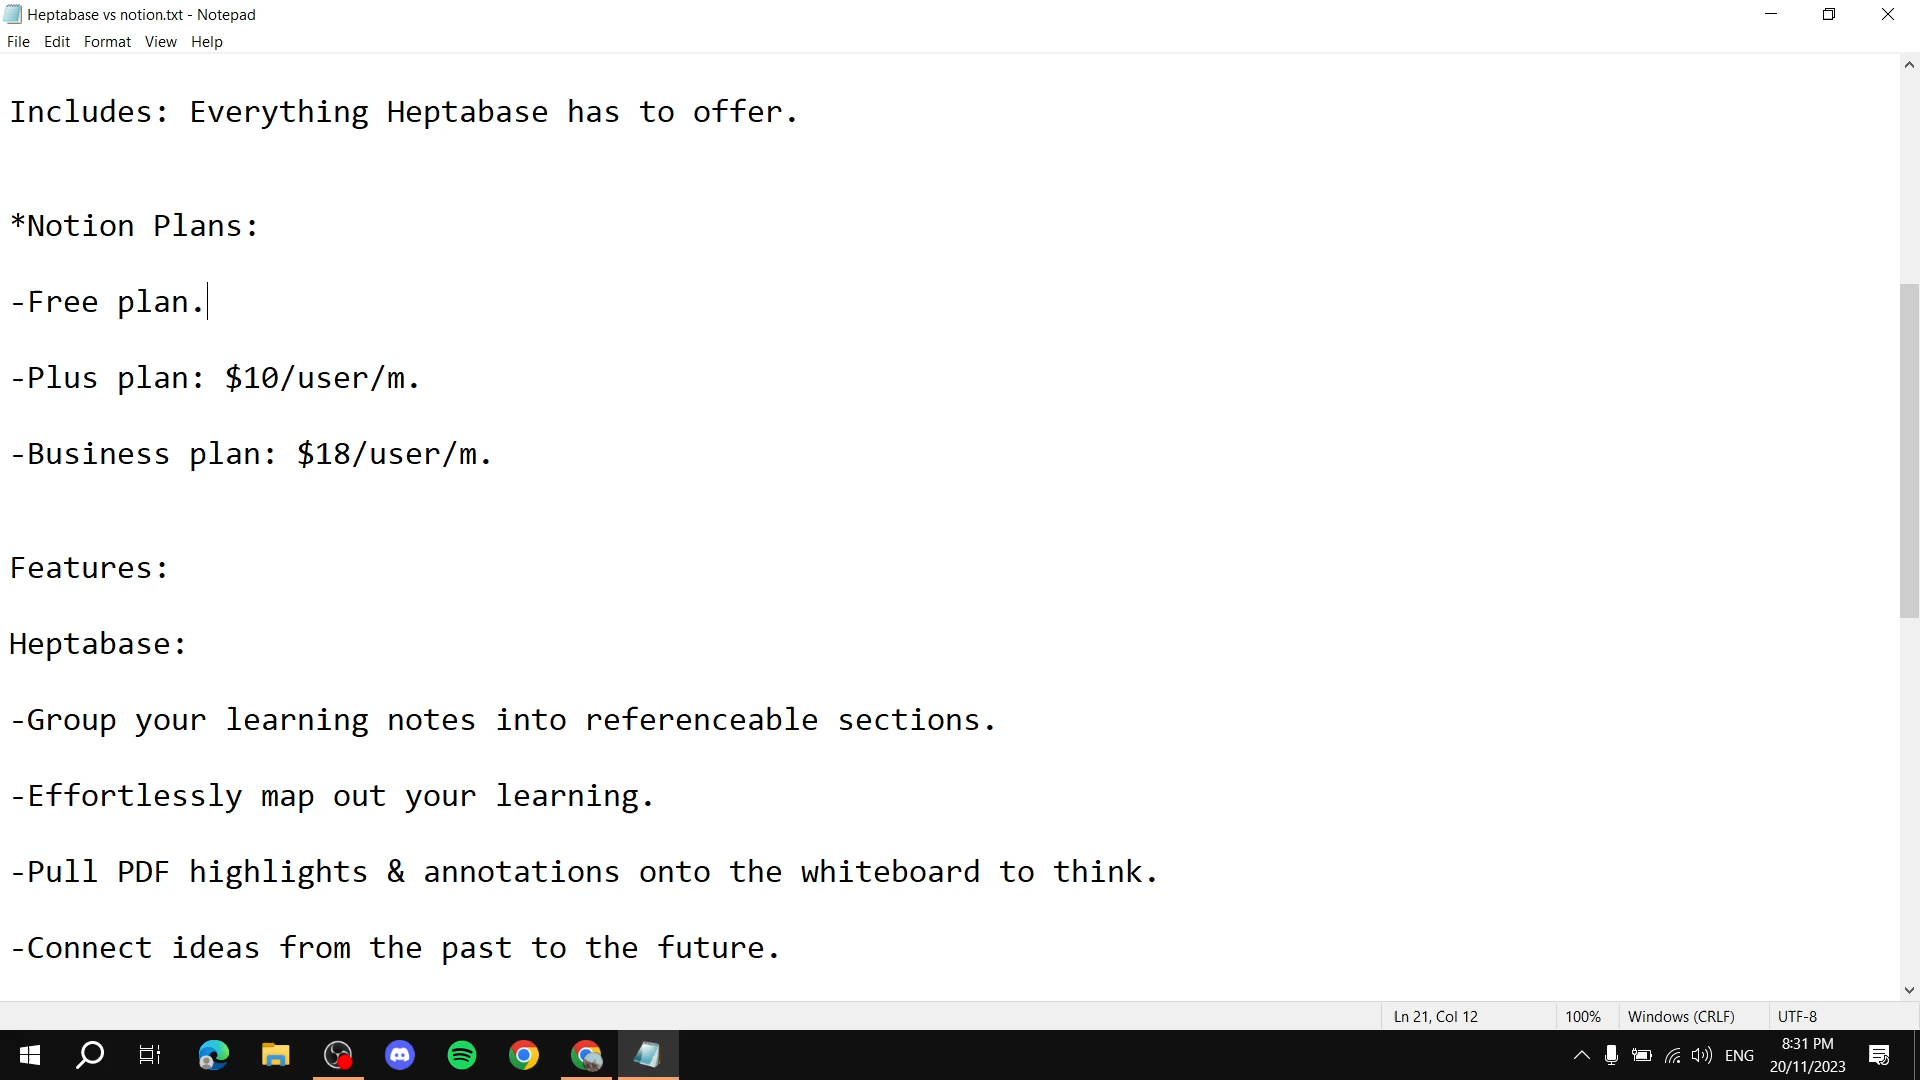 Heptabase vs notion.txt - Notepad
File Edit Format View Help
Includes: Everything Heptabase has to offer.
*Notion Plans:
-Free plan.
-Plus plan: $10/user/m.
-Business plan: $18/user/m.
Features:
Heptabase:
-Group your learning notes into referenceable sections.
-Effortlessly map out your learning.
-Pull PDF highlights & annotations onto the whiteboard to think.
-Connect ideas from the past to the future.
Ln 21, Col 12 100% Windows (CRLF) UTF-8
ENG 8:31 PM
20/11/2023